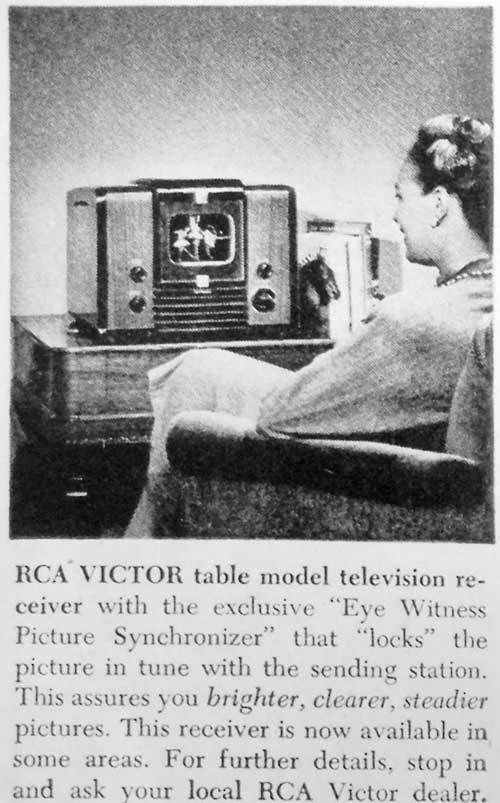 RCA VICTOR table model television re-
ceiver with the exclusive “Eye Witness
Picture Synchronizer” that “locks” the
picture in tune with the sending station.
This assures you brighter, clearer, steadier
pictures. This receiver is now available in
some areas. For further details, stop in
and ask your local RCA Victor dealer.